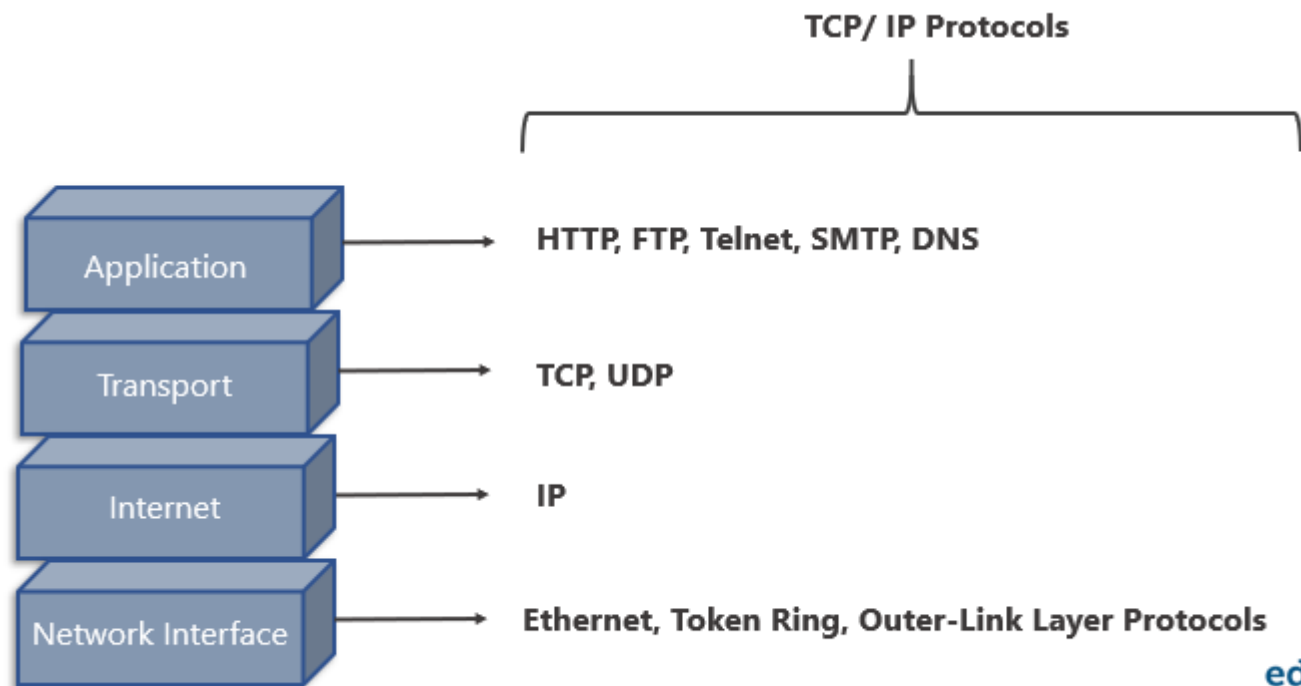 TCP/ IP Protocols
Application
HTTP, FTP, Telnet, SMTP, DNS
Transport
TCP, UDP
Internet
IP
Network Interface
Ethernet, Token Ring, Outer-Link Layer Protocols